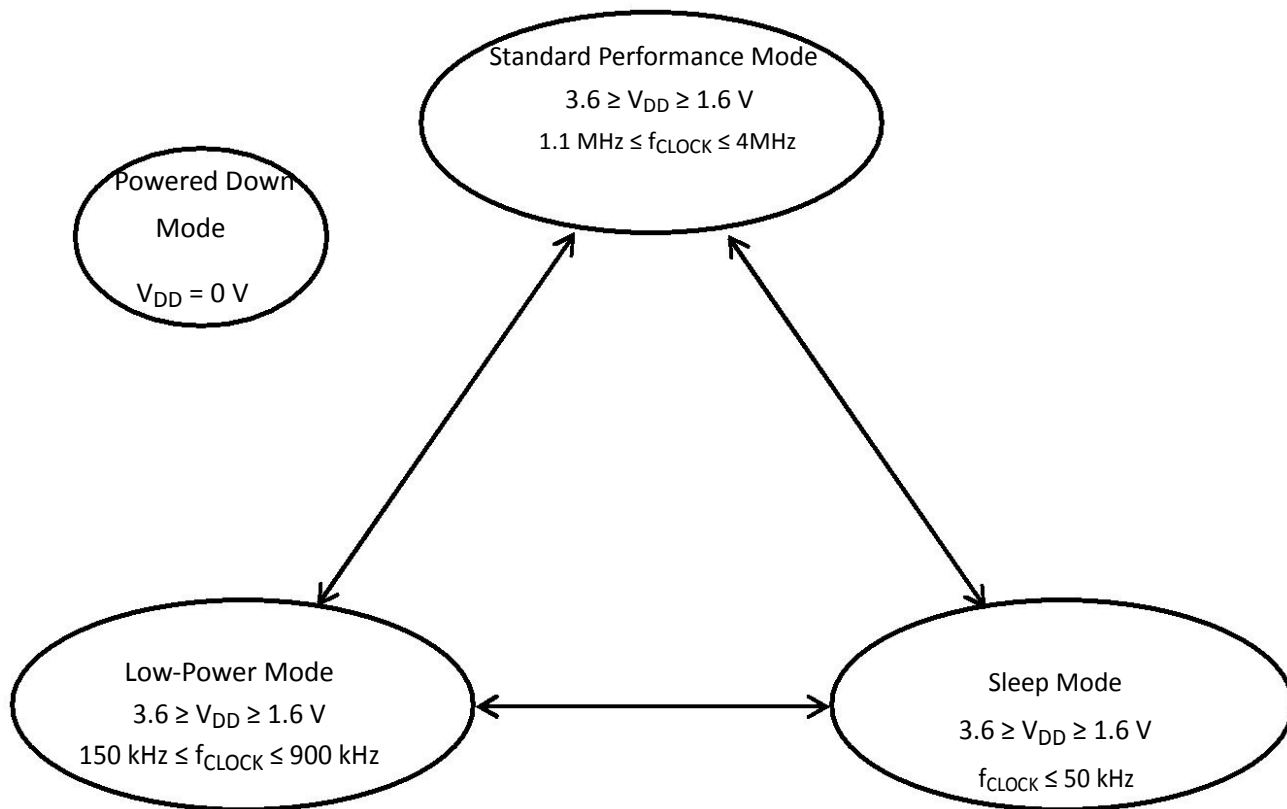 Standard Performance Mode
3.6 ≥ VDD ≥ 1.6 V
1.1 MHz ≤ fCLOCK ≤ 4MHz
Powered Down
Mode
VDD = 0 V
Low-Power Mode
3.6 ≥ VDD ≥ 1.6 V
150 kHz ≤ fCLOCK ≤ 900 kHz
Sleep Mode
3.6 ≥ VDD ≥ 1.6 V
fCLOCK ≤ 50 kHz